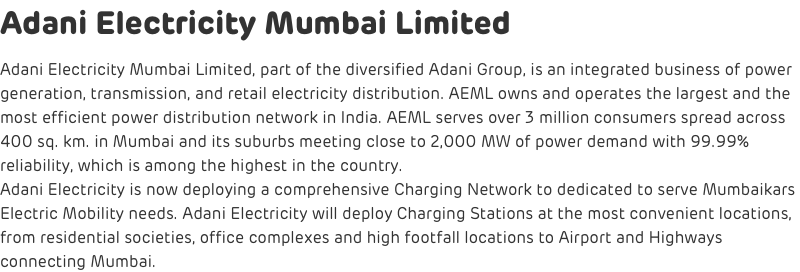 Adani Electricity Mumbai Limited
Adani Electricity Mumbai Limited, part of the diversified Adani Group, is an integrated business of power
generation, transmission, and retail electricity distribution. AEML owns and operates the largest and the
most efficient power distribution network in India. AEML serves over 3 million consumers spread across
400 sq. km. in Mumbai and its suburbs meeting close to 2,000 MW of power demand with 99.99%
reliability, which is among the highest in the country.
Adani Electricity is now deploying a comprehensive Charging Network to dedicated to serve Mumbaikars
Electric Mobility needs. Adani Electricity will deploy Charging Stations at the most convenient locations,
from residential societies, office complexes and high footfall locations to Airport and Highways
connecting Mumbai.